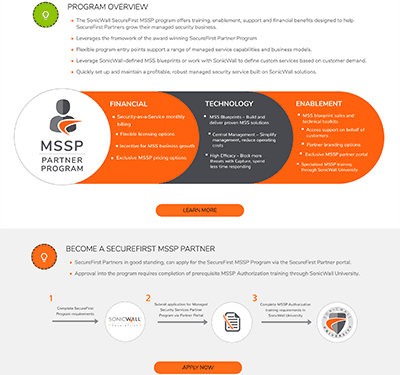 PROGRAM OVERVIEW
• The SonicWall SecureFirst MSSP program offers training, enablement, support and financial benefits designed to help
SecureFirst Partners grow their managed security business.
• Leverages the framework of the award winning SecureFirst Partner Program
• Flexible program entry points support a range of managed service capabilities and business models.
• Leverage SonicWall-defined MSS blueprints or work with SonicWall to define custom services based on customer demand.
• Quickly set up and maintain a profitable, robust managed security service built on SonicWall solutions.
MSSP
PARTNER
PROGRAM
FINANCIAL
• Security-as-a-Service monthly
billing
• Flexible licensing options
• Incentive for MSS business growth
• Exclusive MSSP pricing options
TECHNOLOGY
• MSS Blueprints – Build and
deliver proven MSS solutions
• Central Management – Simplify
management, reduce operating
costs
• High Efficacy – Block more
threats with Capture, spend
less time responding
ENABLEMENT
• MSS blueprint sales and
technical toolkits
• Access support on behalf of
customers
• Partner branding options
• Exclusive MSSP partner portal
• Specialized MSSP training
through SonicWall University
LEARN MORE
BECOME A SECUREFIRST MSSP PARTNER
• SecureFirst Partners in good standing, can apply for the SecureFirst MSSP Program via the SecureFirst Partner portal.
• Approval into the program requires completion of prerequisite MSSP Authorization training through SonicWall University.
1
Complete SecureFirst
Program requirements
SONICWALL
SecureFirst
2
Submit application for Managed
Security Services Partner
Program via Partner Portal
3
Complete MSSP Authorization
training requirements in
SonicWall University
SONICWALL
UNIVERSITY
APPLY NOW